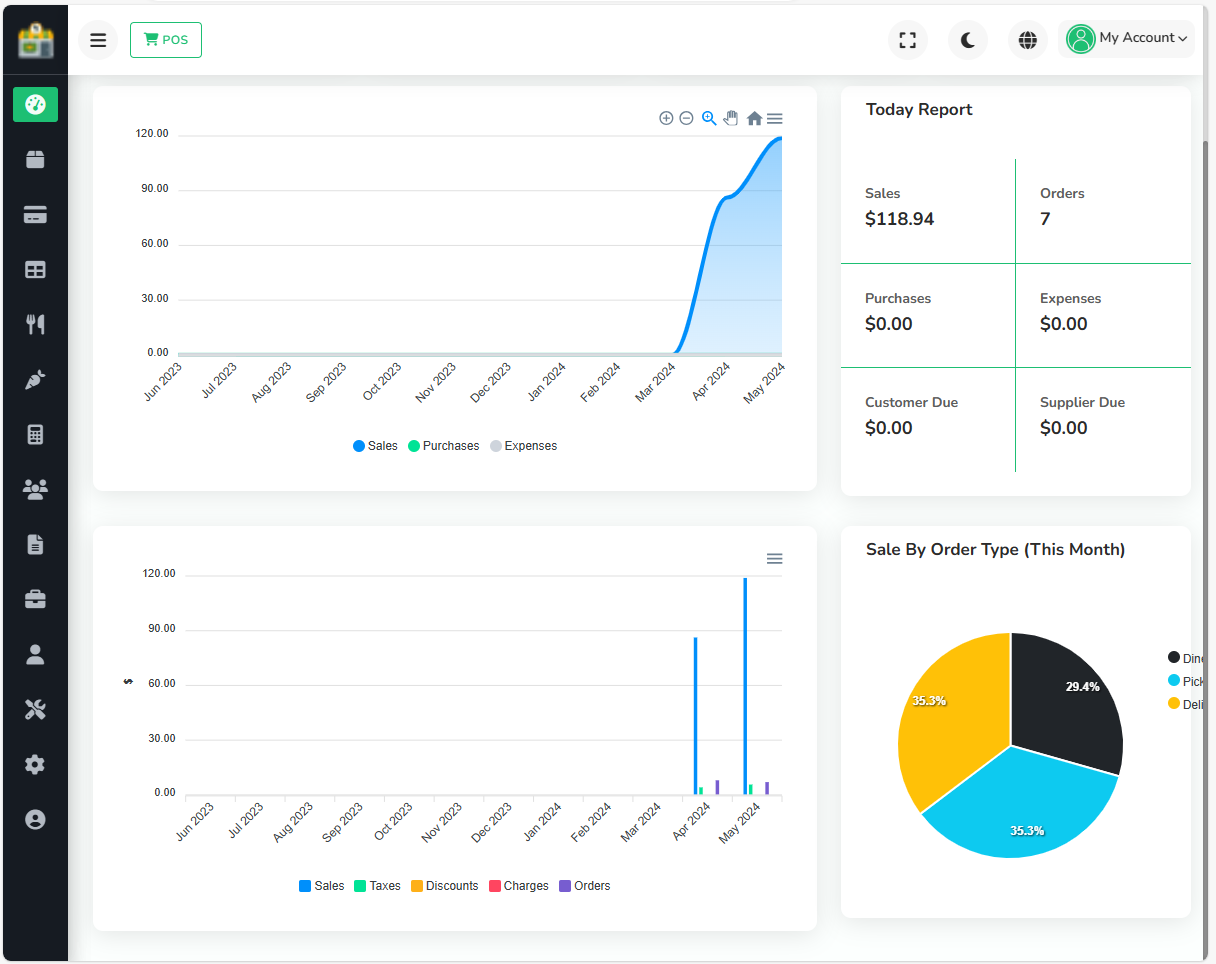 POS
My Account
120.00
90.00
60.00
30.00
0.00
Jun 2023
Jul 2023
Aug 2023
Sep 2023
Oct 2023
Nov 2023
Dec 2023
Jan 2024
Feb 2024
Mar 2024
Apr 2024
May 2024
Sales Purchases Expenses
Today Report
Sales
$118.94
Orders
7
Purchases
$0.00
Expenses
$0.00
Customer Due
$0.00
Supplier Due
$0.00
120.00
90.00
60.00
30.00
0.00
$
Jun 2023
Jul 2023
Aug 2023
Sep 2023
Oct 2023
Nov 2023
Dec 2023
Jan 2024
Feb 2024
Mar 2024
Apr 2024
May 2024
Sales Taxes Discounts Charges Orders
Sale By Order Type (This Month)
29.4%
35.3%
35.3%